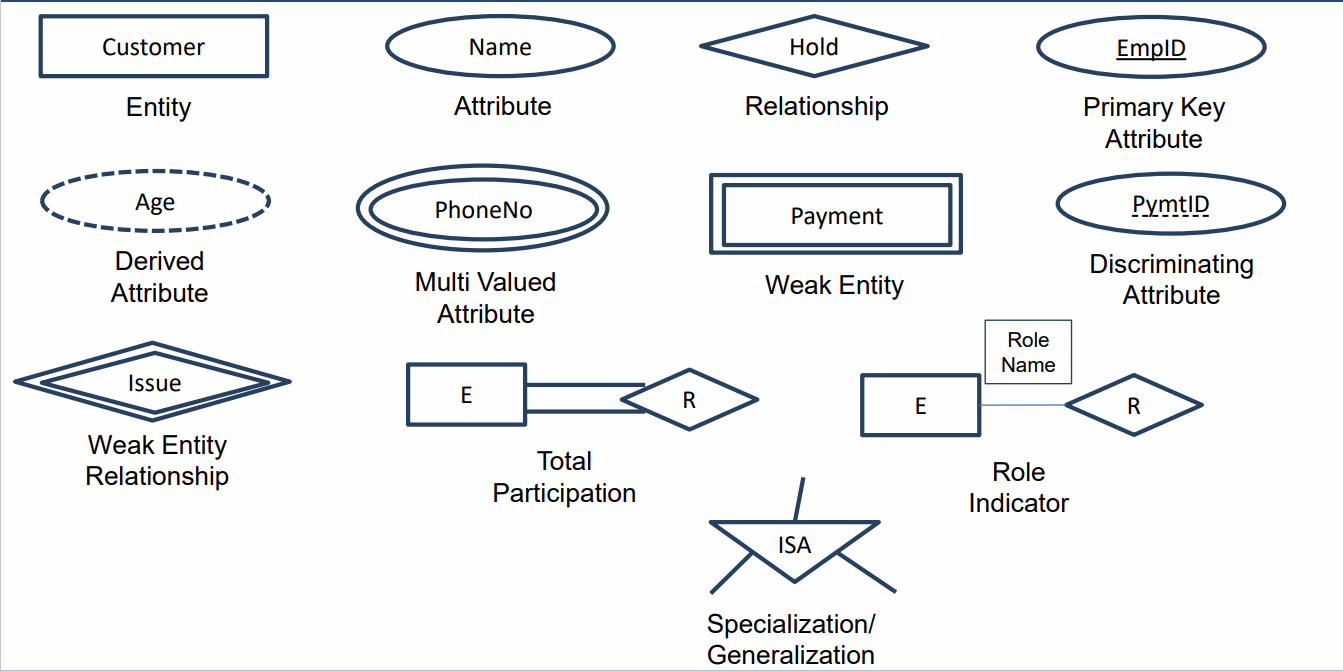 Customer
Name
Hold
EmpID
Entity
Attribute
Relationship
Primary Key
Attribute
Age
PhoneNo
Payment
PymtID
Derived
Attribute
Multi Valued
Attribute
Weak Entity
Discriminating
Attribute
Issue
E
R
Role
Name
E
R
Weak Entity
Relationship
Total
Participation
Role
Indicator
ISA
Specialization/
Generalization